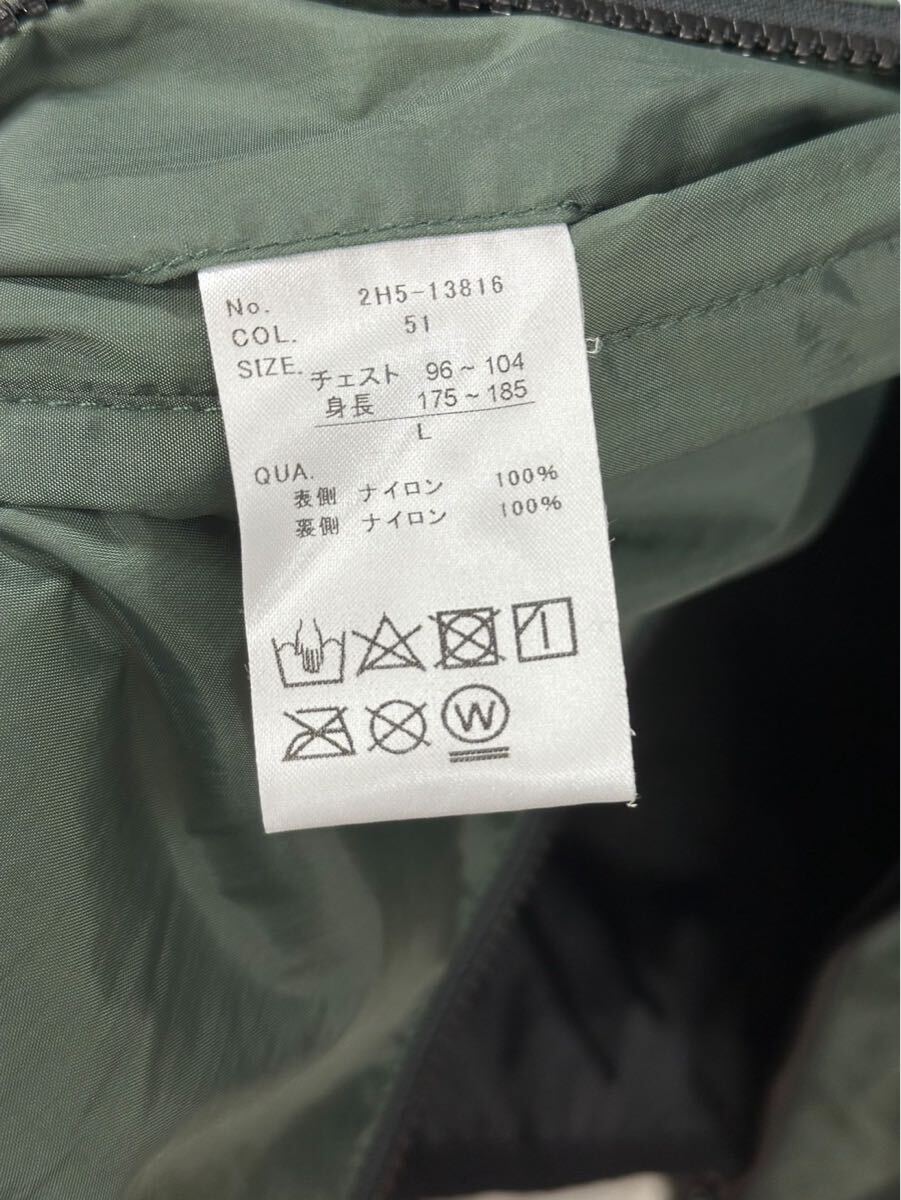 No. 2H5-13816
COL. 51
SIZE. チェスト 96~104
身長 175~185
L
QUA.
表側 ナイロン 100%
裏側 ナイロン 100%
W